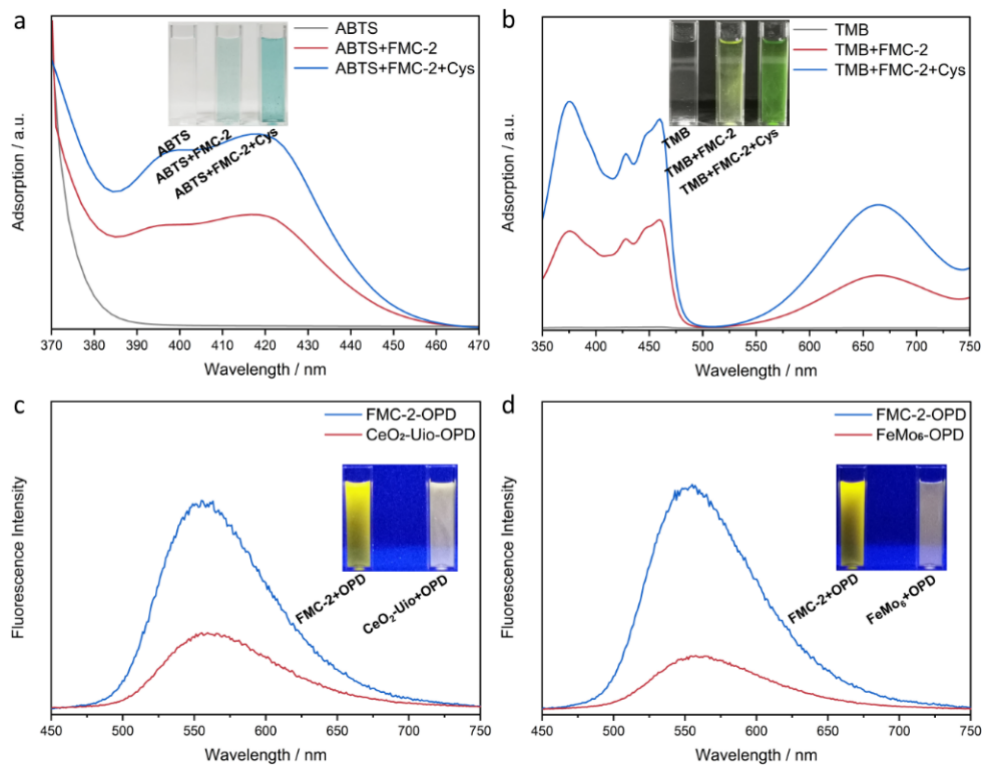 a
ABTS
ABTS+FMC-2
ABTS+FMC-2+Cys
ABTS
ABTS+FMC-2
ABTS+FMC-2+Cys
Adsorption / a.u.
370 380 390 400 410 420 430 440 450 460 470
Wavelength / nm
b
TMB
TMB+FMC-2
TMB+FMC-2+Cys
TMB
TMB+FMC-2
TMB+FMC-2+Cys
Adsorption / a.u.
350 400 450 500 550 600 650 700 750
Wavelength / nm
c
FMC-2-OPD
CeO₂-Uio-OPD
FMC-2+OPD
CeO₂-Uio+OPD
Fluorescence Intensity
450 500 550 600 650 700 750
Wavelength / nm
d
FMC-2-OPD
FeMo₆-OPD
FMC-2+OPD
FeMo₆+OPD
Fluorescence Intensity
450 500 550 600 650 700 750
Wavelength / nm